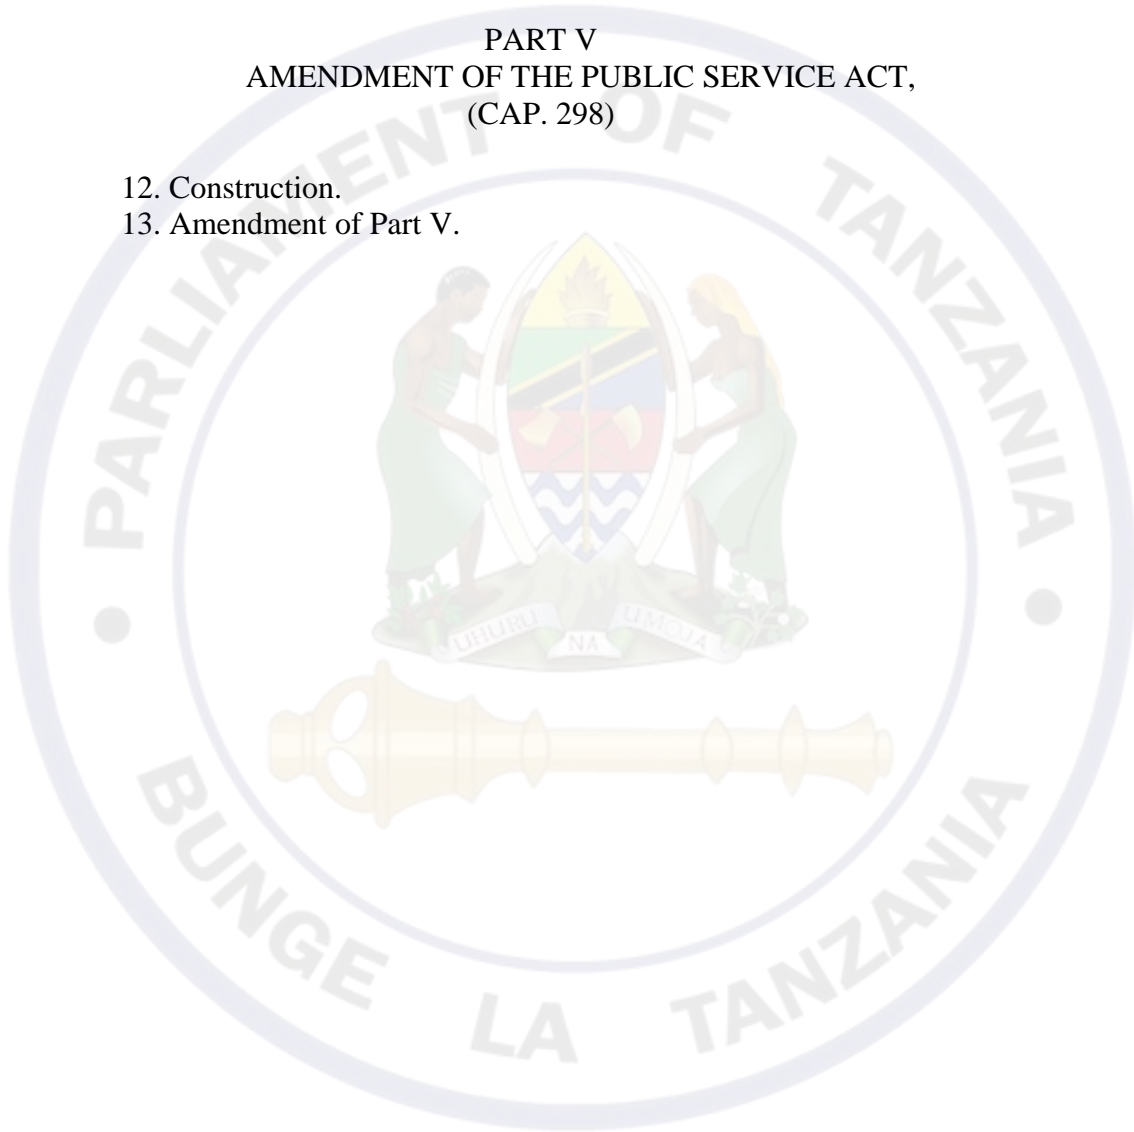 PART V
AMENDMENT OF THE PUBLIC SERVICE ACT,
(CAP. 298)
12. Construction.
13. Amendment of Part V.
PARLIAMENT OF TANZANIA
UHURU NA UMOJA
BUNGE LA TANZANIA